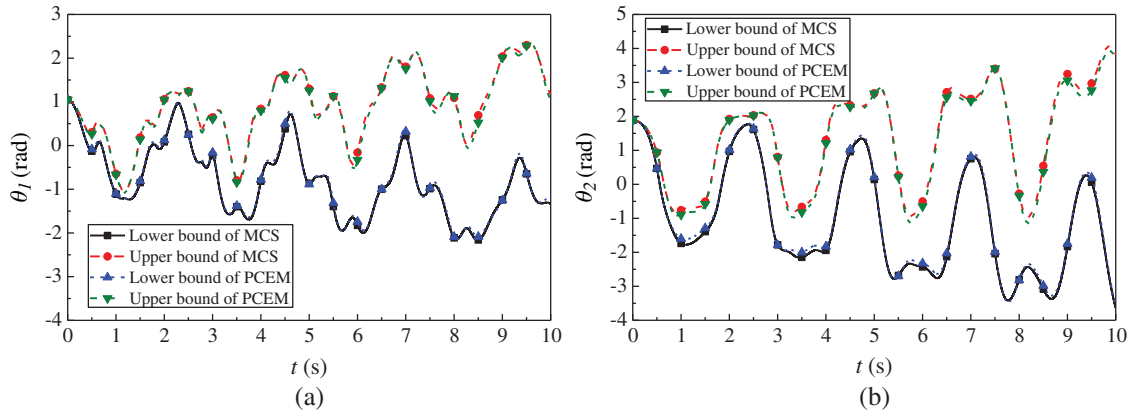 3
2
1
0
-1
-2
-3
-4
θ1 (rad)
Lower bound of MCS
Upper bound of MCS
Lower bound of PCEM
Upper bound of PCEM
0 1 2 3 4 5 6 7 8 9 10
t (s)
(a)
5
4
3
2
1
0
-1
-2
-3
-4
θ2 (rad)
Lower bound of MCS
Upper bound of MCS
Lower bound of PCEM
Upper bound of PCEM
0 1 2 3 4 5 6 7 8 9 10
t (s)
(b)